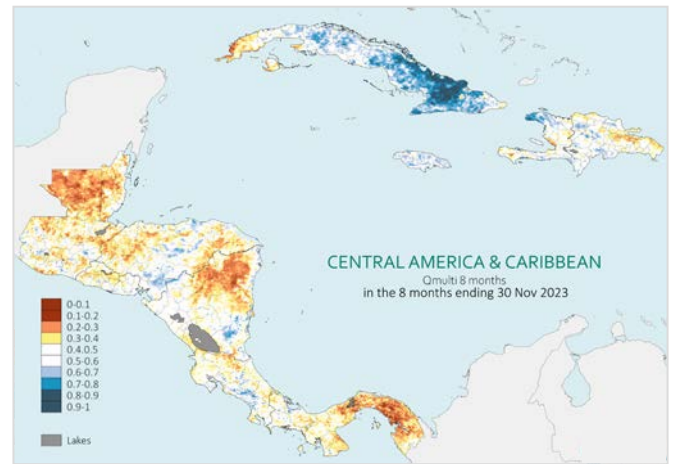 CENTRAL AMERICA & CARIBBEAN
Qmulti 8 months
in the 8 months ending 30 Nov 2023
0-0.1
0.1-0.2
0.2-0.3
0.3-0.4
0.4-0.5
0.5-0.6
0.6-0.7
0.7-0.8
0.8-0.9
0.9-1
Lakes